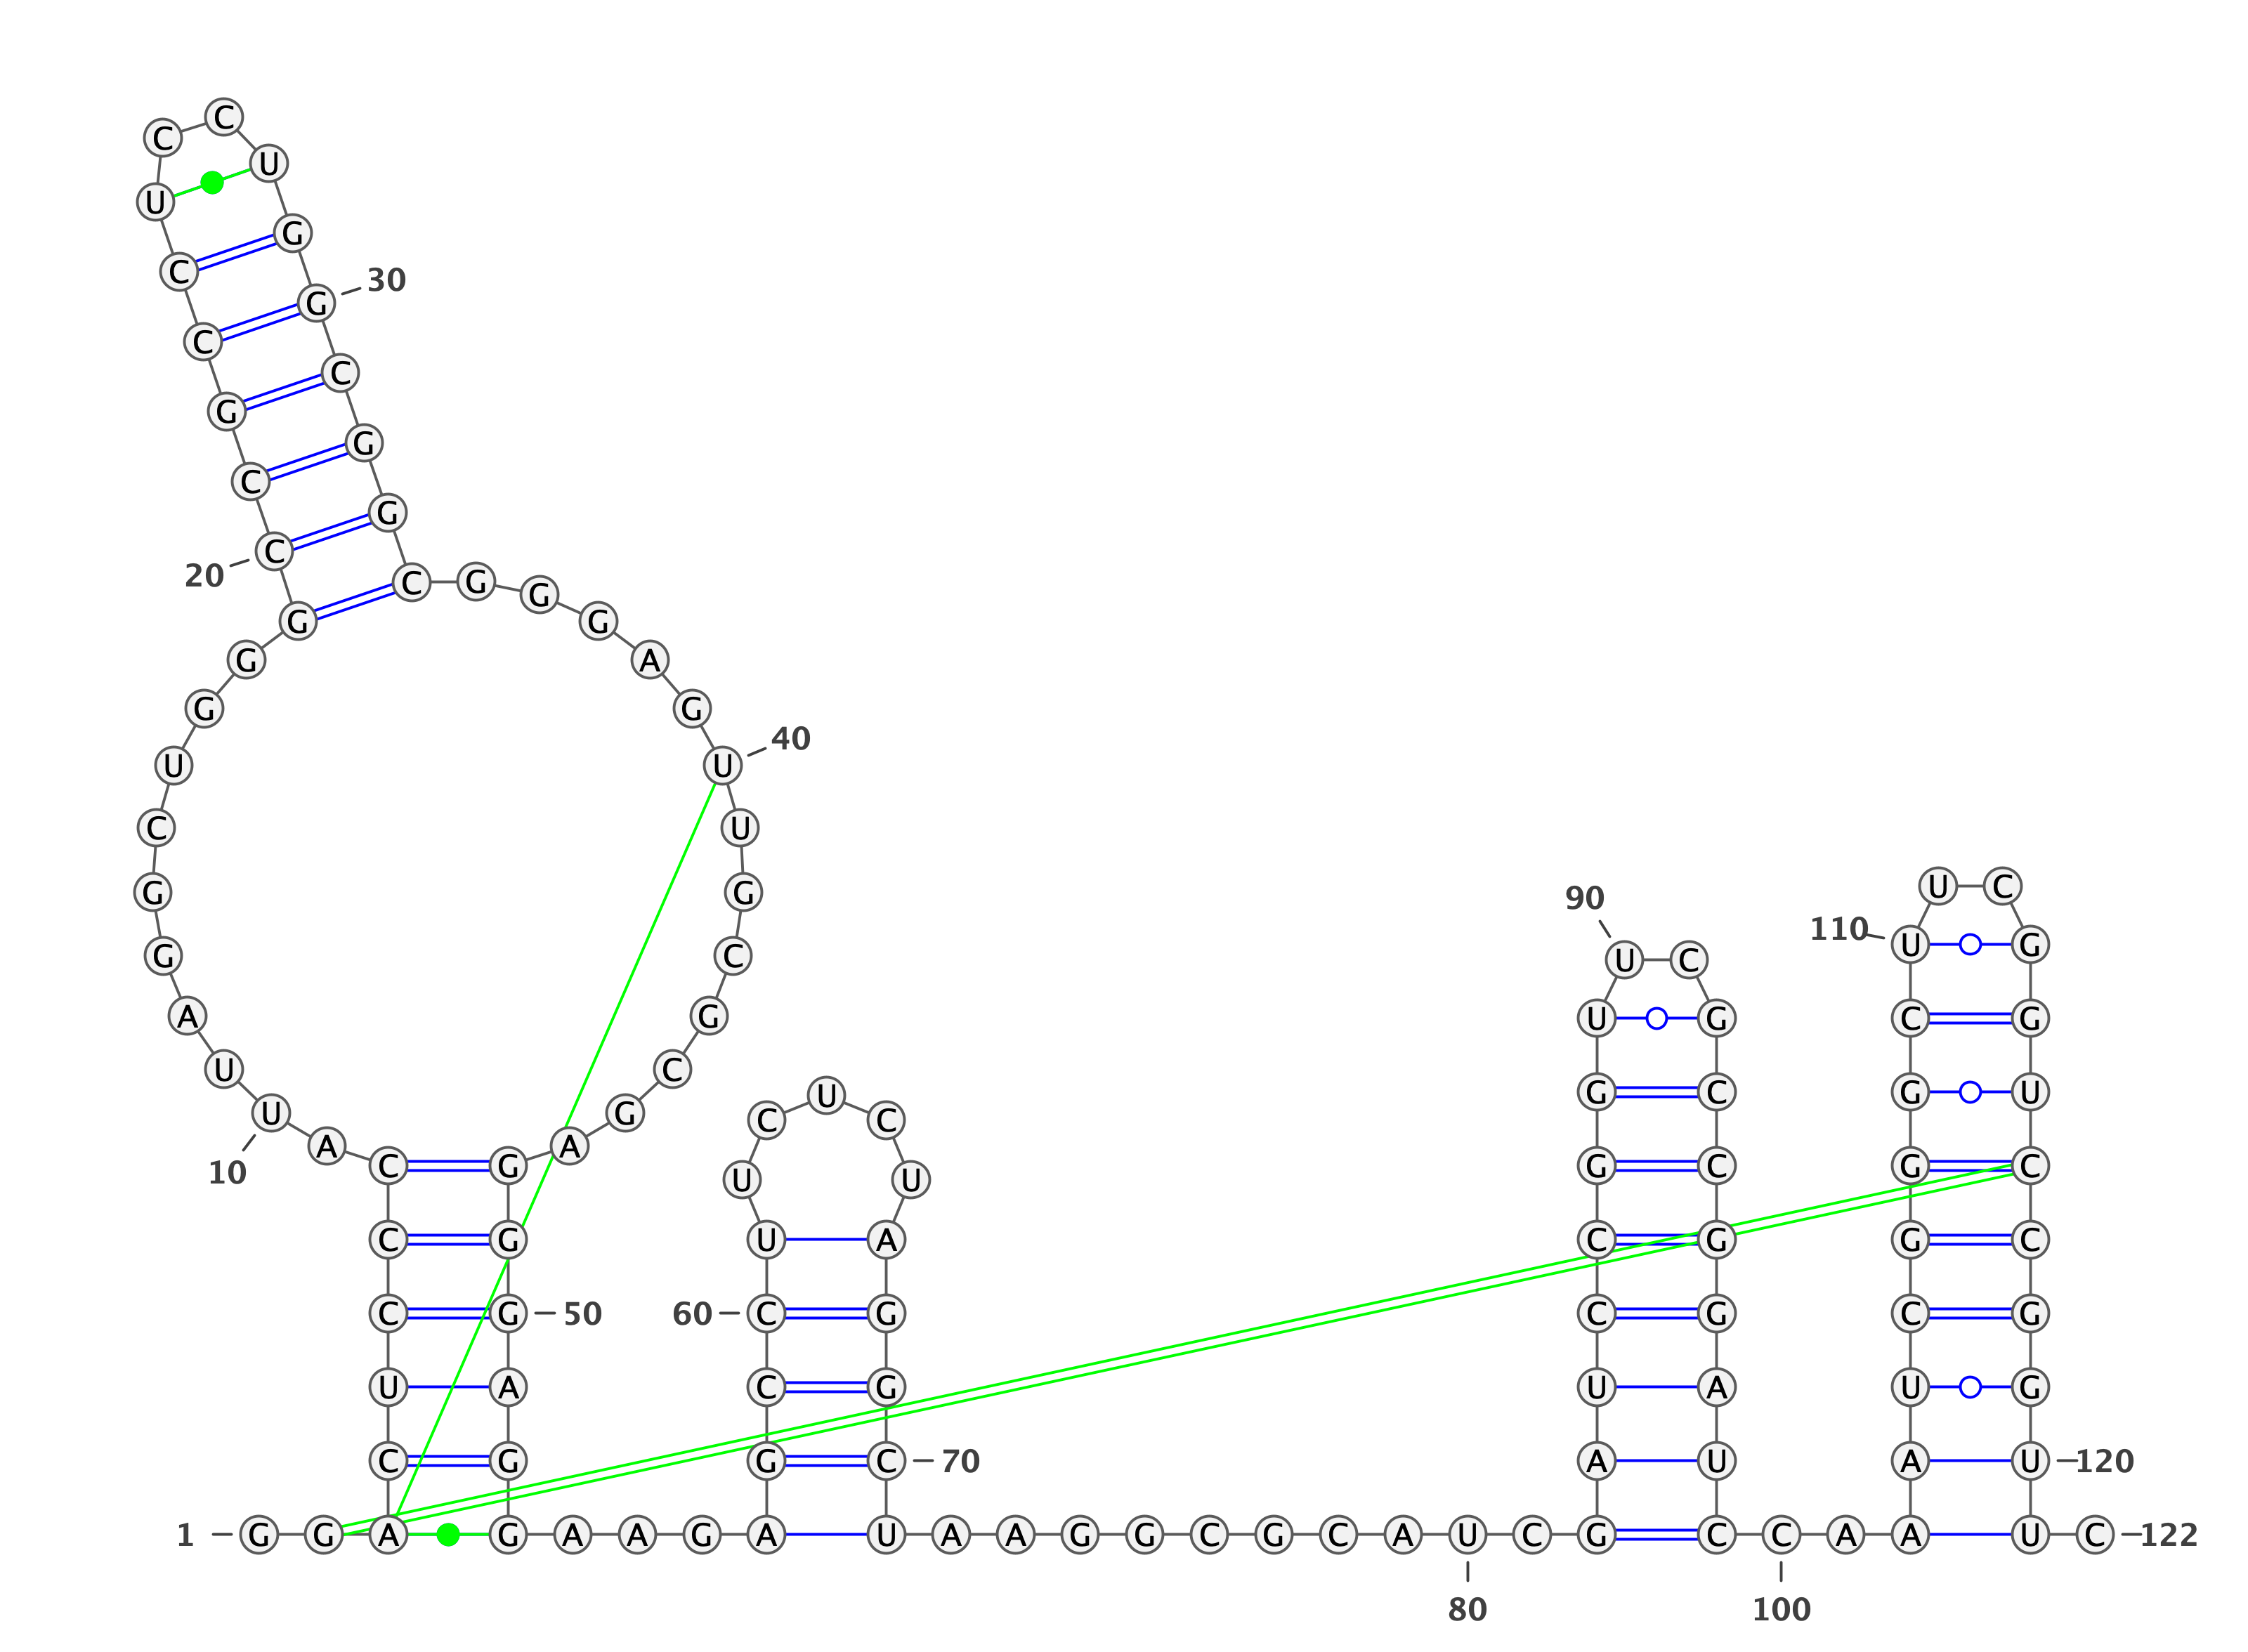 C C
U
U
G
C 30
G
C
C
G
G
C
G
C
20 C G
G
G G
G A
G G
40
U U
C U
U C
G G
90
110 U G
G C
U C
A G U G C G
U C
G C G U
U
U G C C
A A
C G G C G C
10
U U
C G U A C G G C
C G 50 60 C G C G C G
U A G C U A U G
C G G C 70 A U A U 120
1 G G A G A A G A U A A G G C G C A U C G C C A A U C 122
80 100